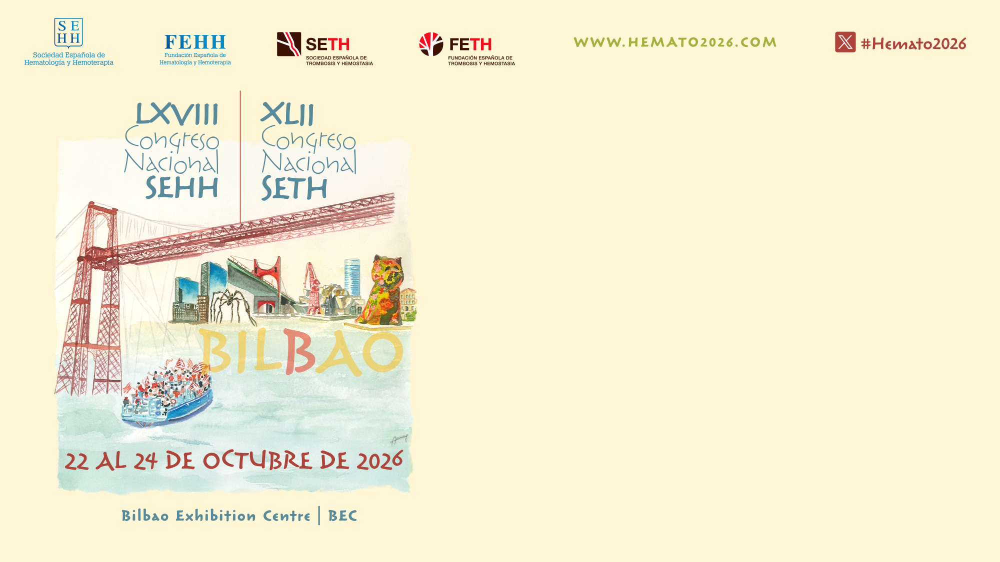 SE
HH
Sociedad Española de
Hematología y Hemoterapia
FEHH
Fundación Española de
Hematología y Hemoterapia
SETH
SOCIEDAD ESPAÑOLA DE
TROMBOSIS Y HEMOSTASIA
FETH
FUNDACIÓN ESPAÑOLA DE
TROMBOSIS Y HEMOSTASIA
WWW.HEMATO2026.COM
#Hemato2026
LXVIII
Congreso
Nacional
SEHH
XLII
Congreso
Nacional
SETH
BILBAO
22 AL 24 DE OCTUBRE DE 2026
Bilbao Exhibition Centre | BEC